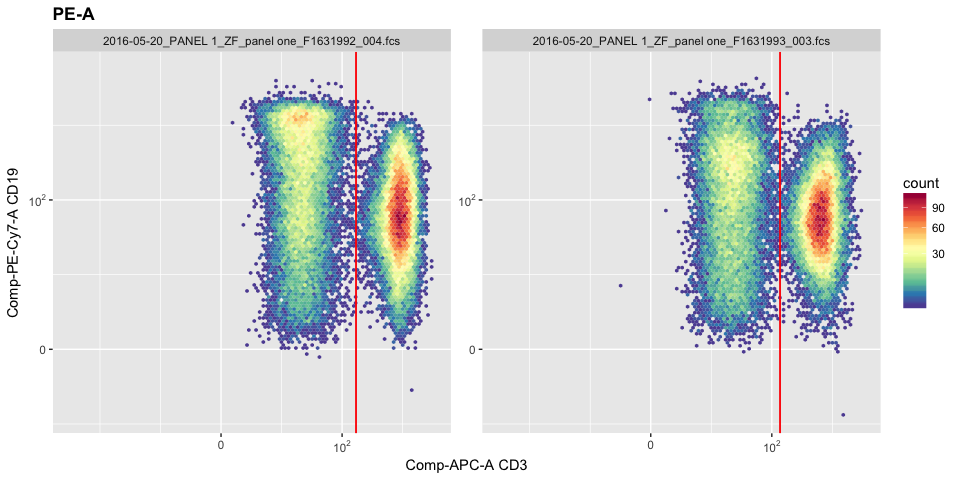 PE-A
2016-05-20_PANEL 1_ZF_panel one_F1631992_004.fcs
2016-05-20_PANEL 1_ZF_panel one_F1631993_003.fcs
Comp-PE-Cy7-A CD19
10²
0
10²
0
0
10²
0
10²
Comp-APC-A CD3
count
90
60
30